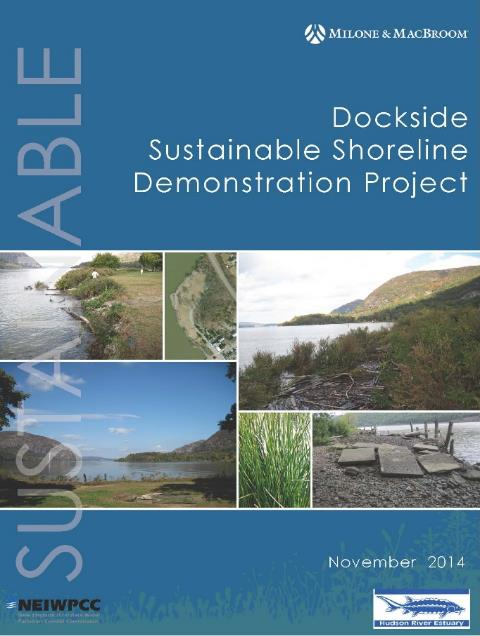 MILONE & MACBROOM
Dockside
Sustainable Shoreline
Demonstration Project
SUSTAINABLE
November 2014
NEIWPCC
Hudson River Estuary